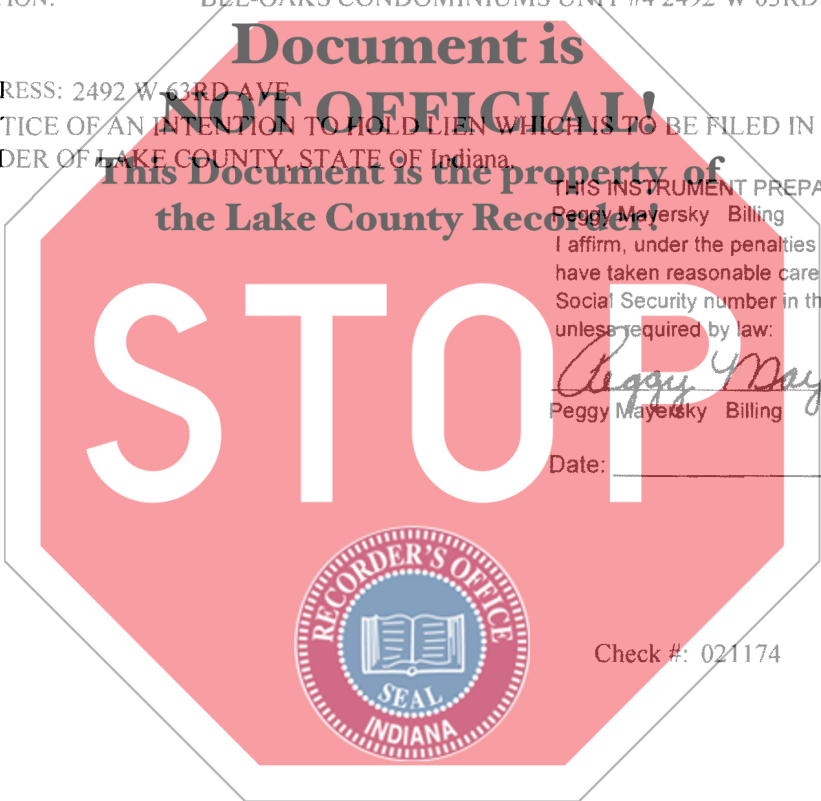 TION: BEL-OAKS CONDOMINIUMS UNIT #4 2492 W 63RD
Document is
RESS: 2492 W 63RD AVE
NOT OFFICIAL!
TICE OF AN INTENTION TO HOLD LIEN WHICH IS TO BE FILED IN
DER OF LAKE COUNTY, STATE OF Indiana.
This Document is the property of
the Lake County Recorder!
THIS INSTRUMENT PREPA
Peggy Mayersky Billing
I affirm, under the penalties
have taken reasonable care
Social Security number in th
unless required by law:
Peggy May
Peggy Mayersky Billing
Date:
STOP
RECORDER'S OFFICE
SEAL
INDIANA
Check #: 021174